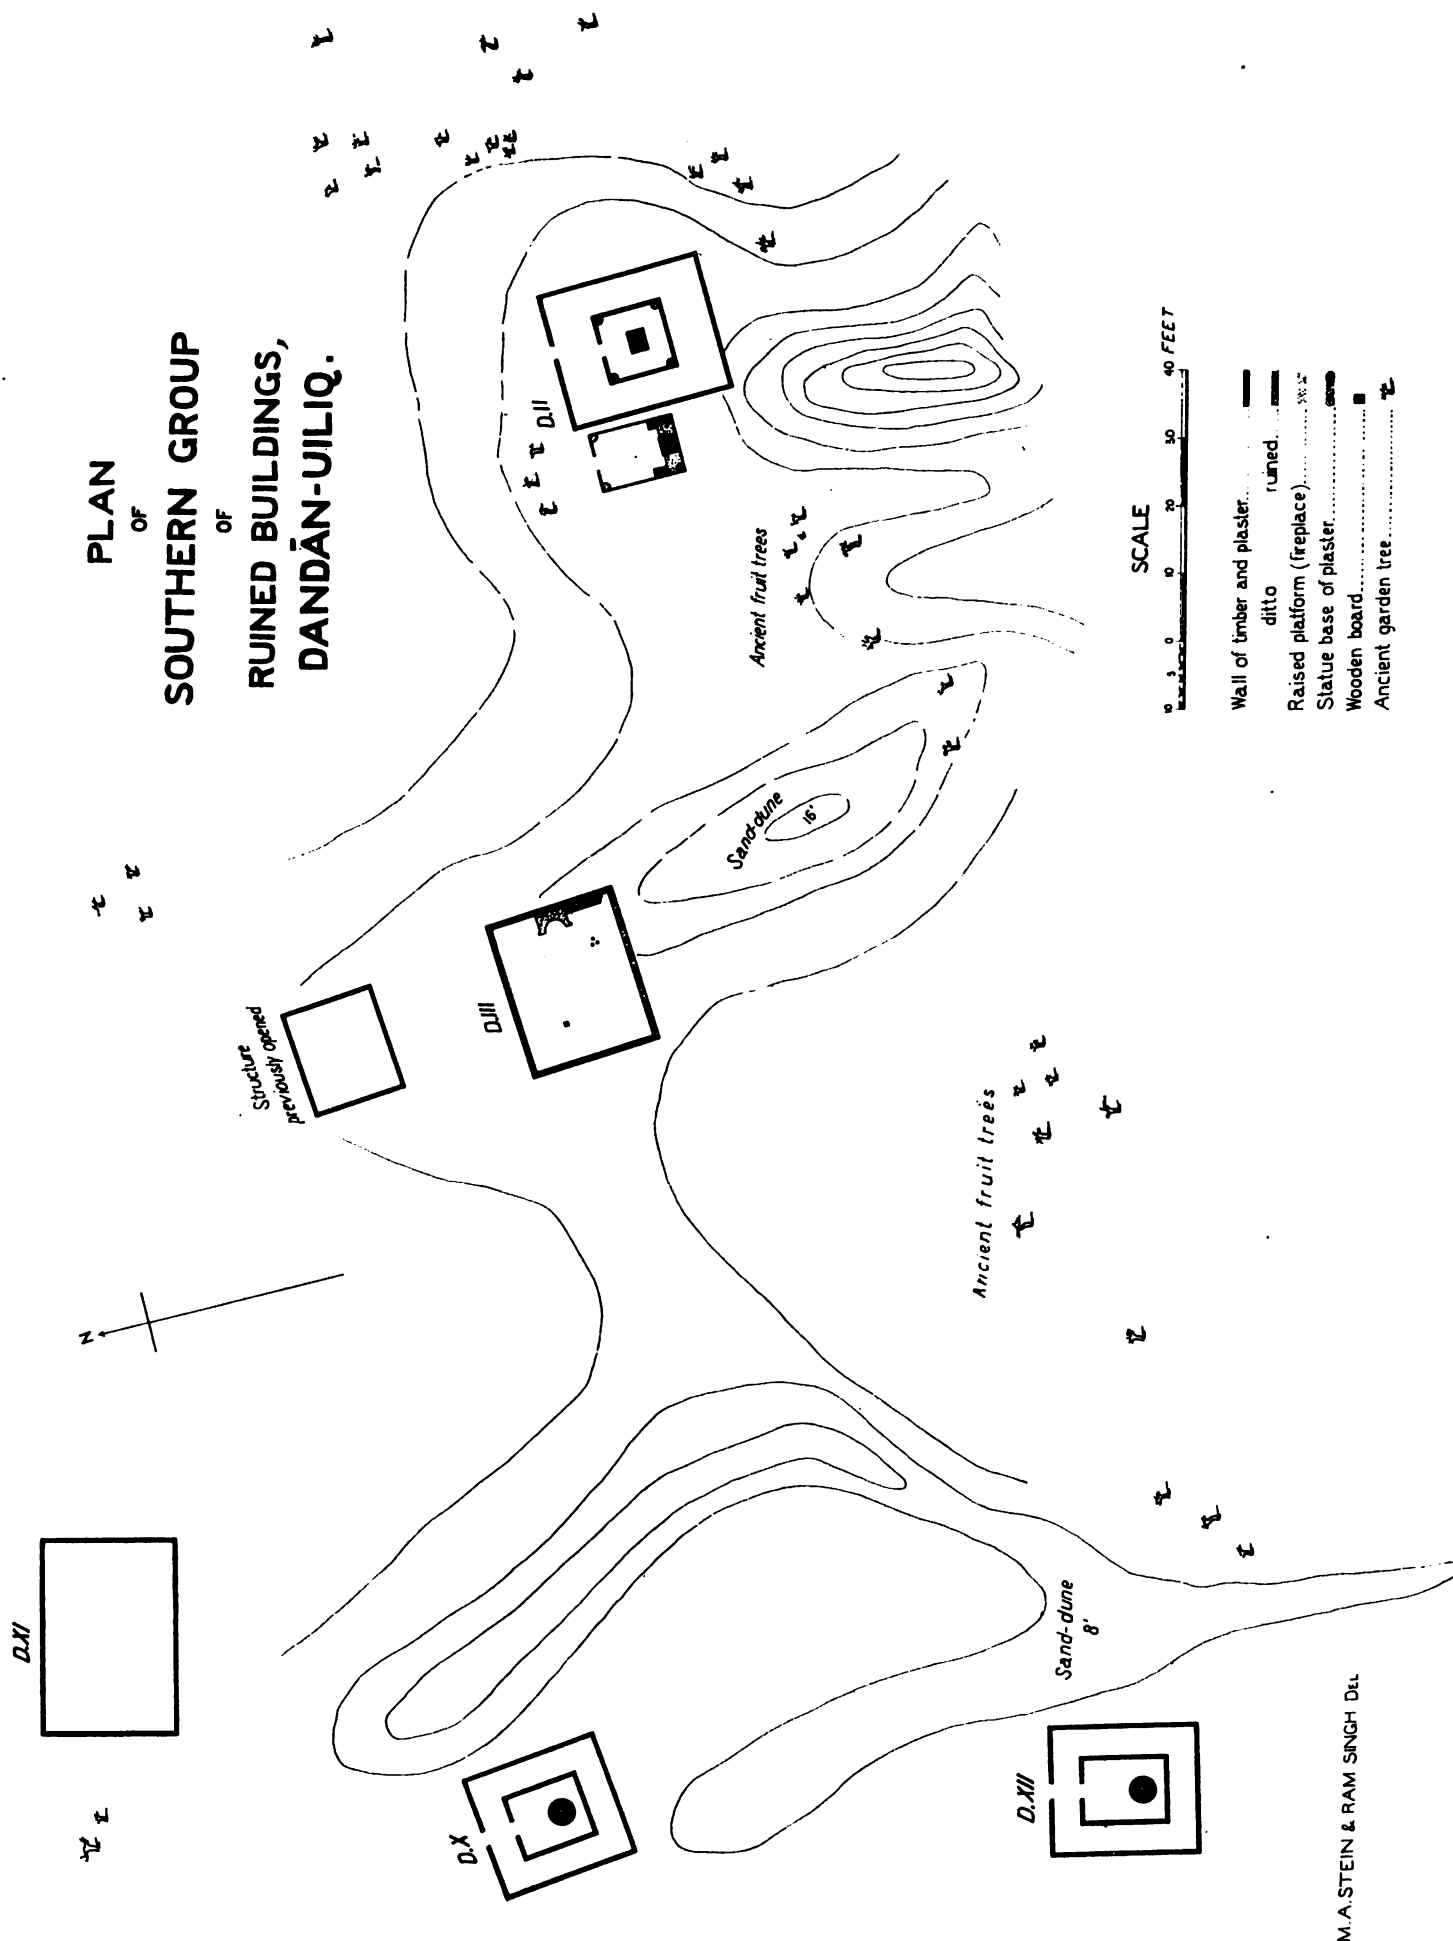 PLAN
OF
SOUTHERN GROUP
OF
RUINED BUILDINGS,
DANDĀN-UILIQ.
N
D.XI
Structure
previously opened
D.III
D.II
D.X
D.XII
Sand-dune
16'
Ancient fruit trees
Ancient fruit trees
Sand-dune
8'
SCALE
10 5 0 10 20 30 40 FEET
Wall of timber and plaster
ditto ruined
Raised platform (fireplace)
Statue base of plaster
Wooden board
Ancient garden tree
M.A.STEIN & RAM SINGH DEL